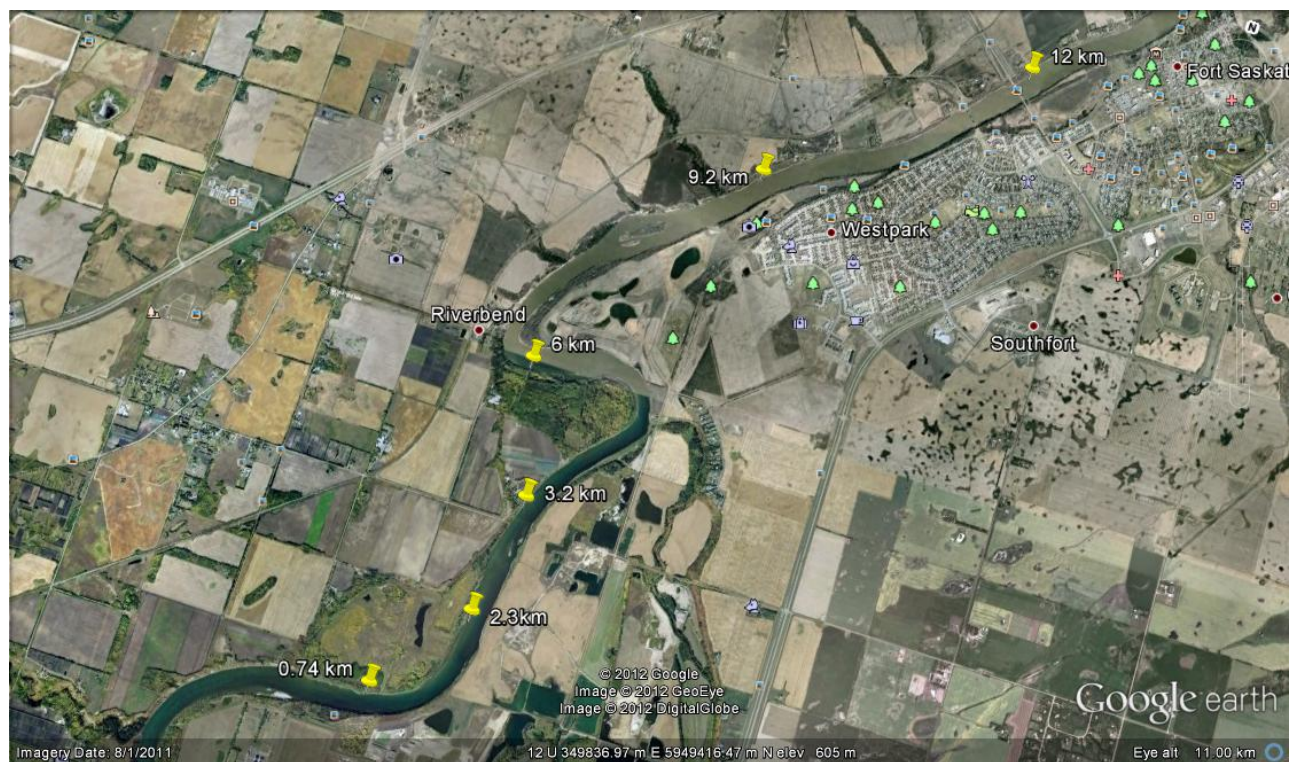 12 km
Fort Saskat
9.2 km
Westpark
Riverbend
6 km
Southfort
3.2 km
2.3km
0.74 km
© 2012 Google
Image © 2012 GeoEye
Image © 2012 DigitalGlobe
Google earth
Imagery Date: 8/1/2011
12 U 349836.97 m E 5949416.47 m N elev 605 m
Eye alt 11.00 km